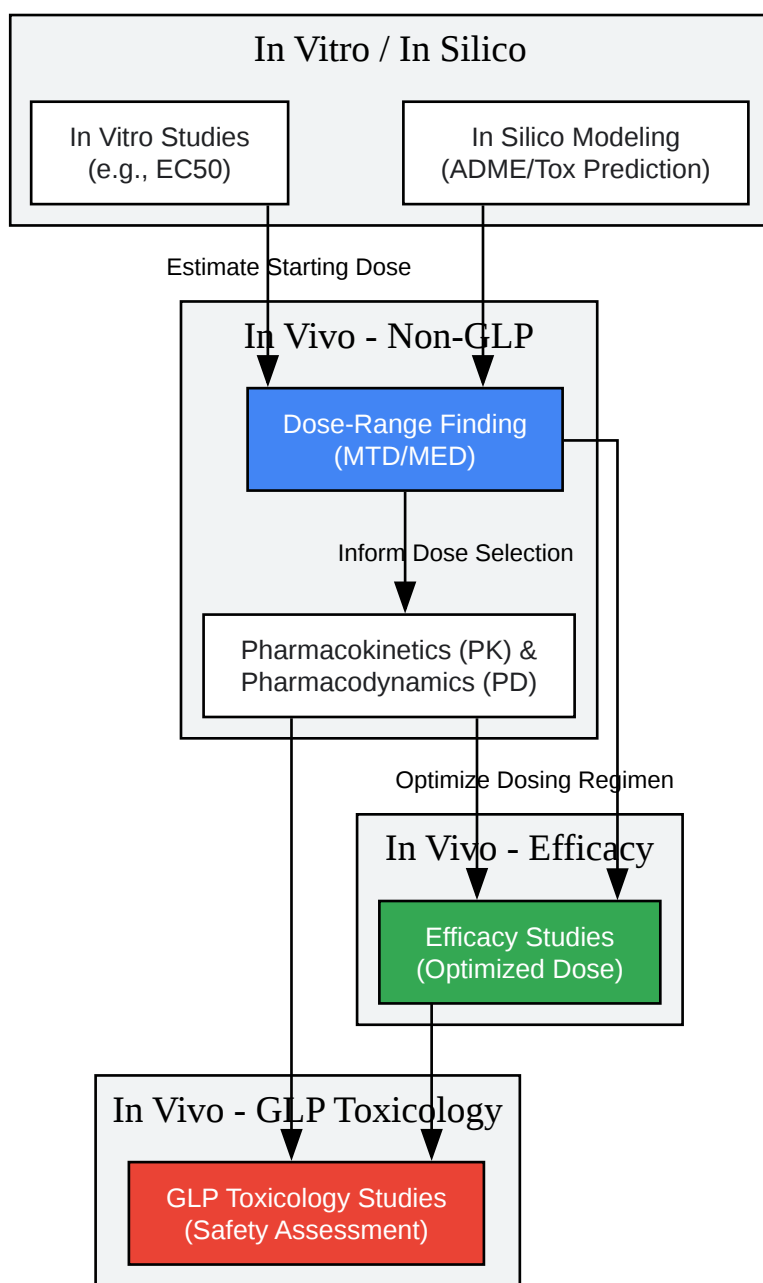 In Vitro / In Silico
In Vitro Studies
(e.g., EC50)
In Silico Modeling
(ADME/Tox Prediction)
Estimate Starting Dose
In Vivo - Non-GLP
Dose-Range Finding
(MTD/MED)
Inform Dose Selection
Pharmacokinetics (PK) &
Pharmacodynamics (PD)
Optimize Dosing Regimen
In Vivo - Efficacy
Efficacy Studies
(Optimized Dose)
In Vivo - GLP Toxicology
GLP Toxicology Studies
(Safety Assessment)